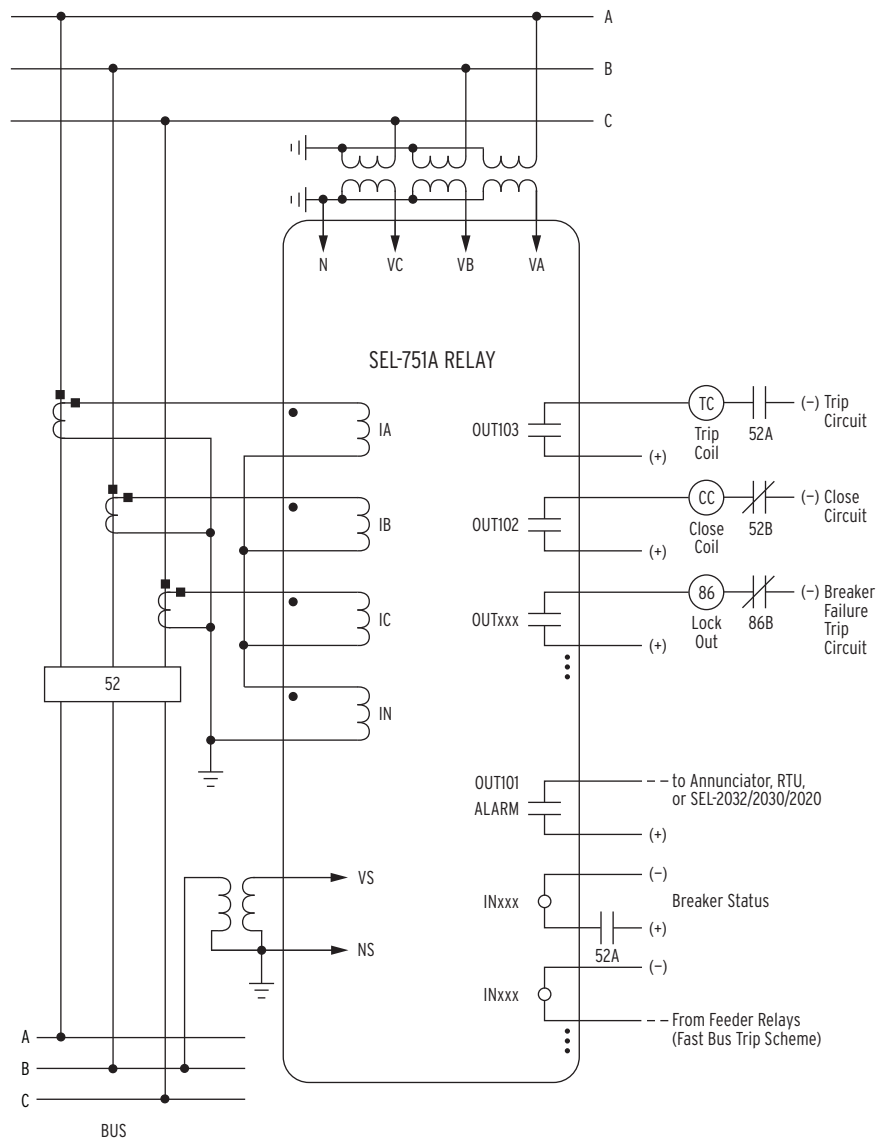 A
B
C
N
VC
VB
VA
SEL-751A RELAY
IA
OUT103
(+)
TC
Trip
Coil
52A
(–) Trip
Circuit
IB
OUT102
(+)
CC
Close
Coil
52B
(–) Close
Circuit
IC
OUTxxx
(+)
86
Lock
Out
86B
(–) Breaker
Failure
Trip
Circuit
52
IN
OUT101
ALARM
to Annunciator, RTU,
or SEL-2032/2030/2020
(+)
VS
NS
INxxx
(–)
Breaker Status
(+)
52A
INxxx
(–)
From Feeder Relays
(Fast Bus Trip Scheme)
A
B
C
BUS